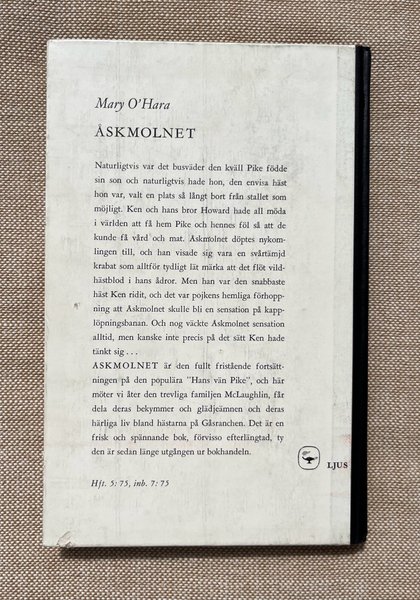 Mary O'Hara
ÅSKMOLNET
Naturligtvis var det busväder den kväll Pike födde
sin son och naturligtvis hade hon, den envisa häst
hon var, valt en plats så långt bort från stallet som
möjligt. Ken och hans bror Howard hade all möda
i världen att få hem Pike och hennes föl så att de
kunde få vård och mat. Åskmolnet döptes nykom-
lingen till, och han visade sig vara en svårtämjd
krabat som alltför tydligt lät märka att det flöt vild-
hästblod i hans ådror. Men han var den snabbaste
häst Ken ridit, och det var pojkens hemliga förhopp-
ning att Åskmolnet skulle bli en sensation på kapp-
löpningsbanan. Och nog väckte Åskmolnet sensation
alltid, men kanske inte precis på det sätt Ken hade
tänkt sig . . .
ÅSKMOLNET är den fullt fristående fortsätt-
ningen på den populära "Hans vän Pike", och här
möter vi åter den trevliga familjen McLaughlin, får
dela deras bekymmer och glädjeämnen och deras
härliga liv bland hästarna på Gåsranchen. Det är en
frisk och spännande bok, förvisso efterlängtad, ty
den är sedan länge utgången ur bokhandeln.
LJUS
Hft. 5: 75, inb. 7: 75